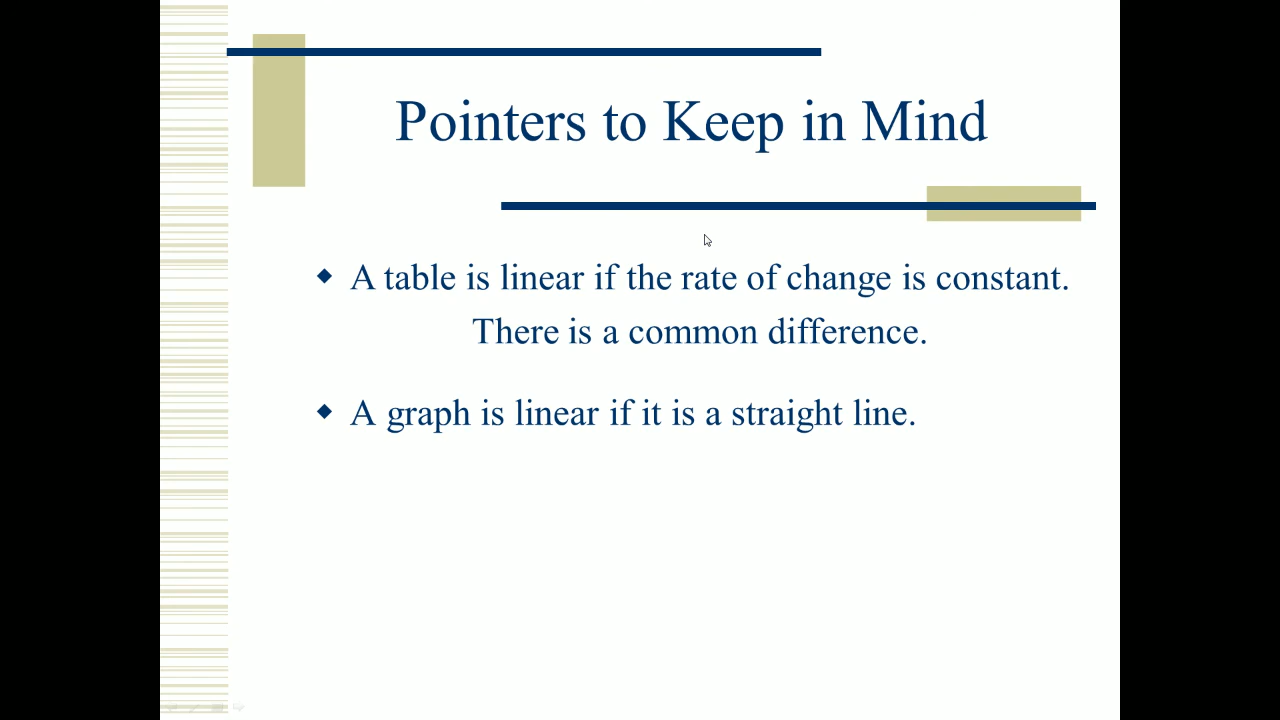 Pointers to Keep in Mind
A table is linear if the rate of change is constant.
There is a common difference.
A graph is linear if it is a straight line.